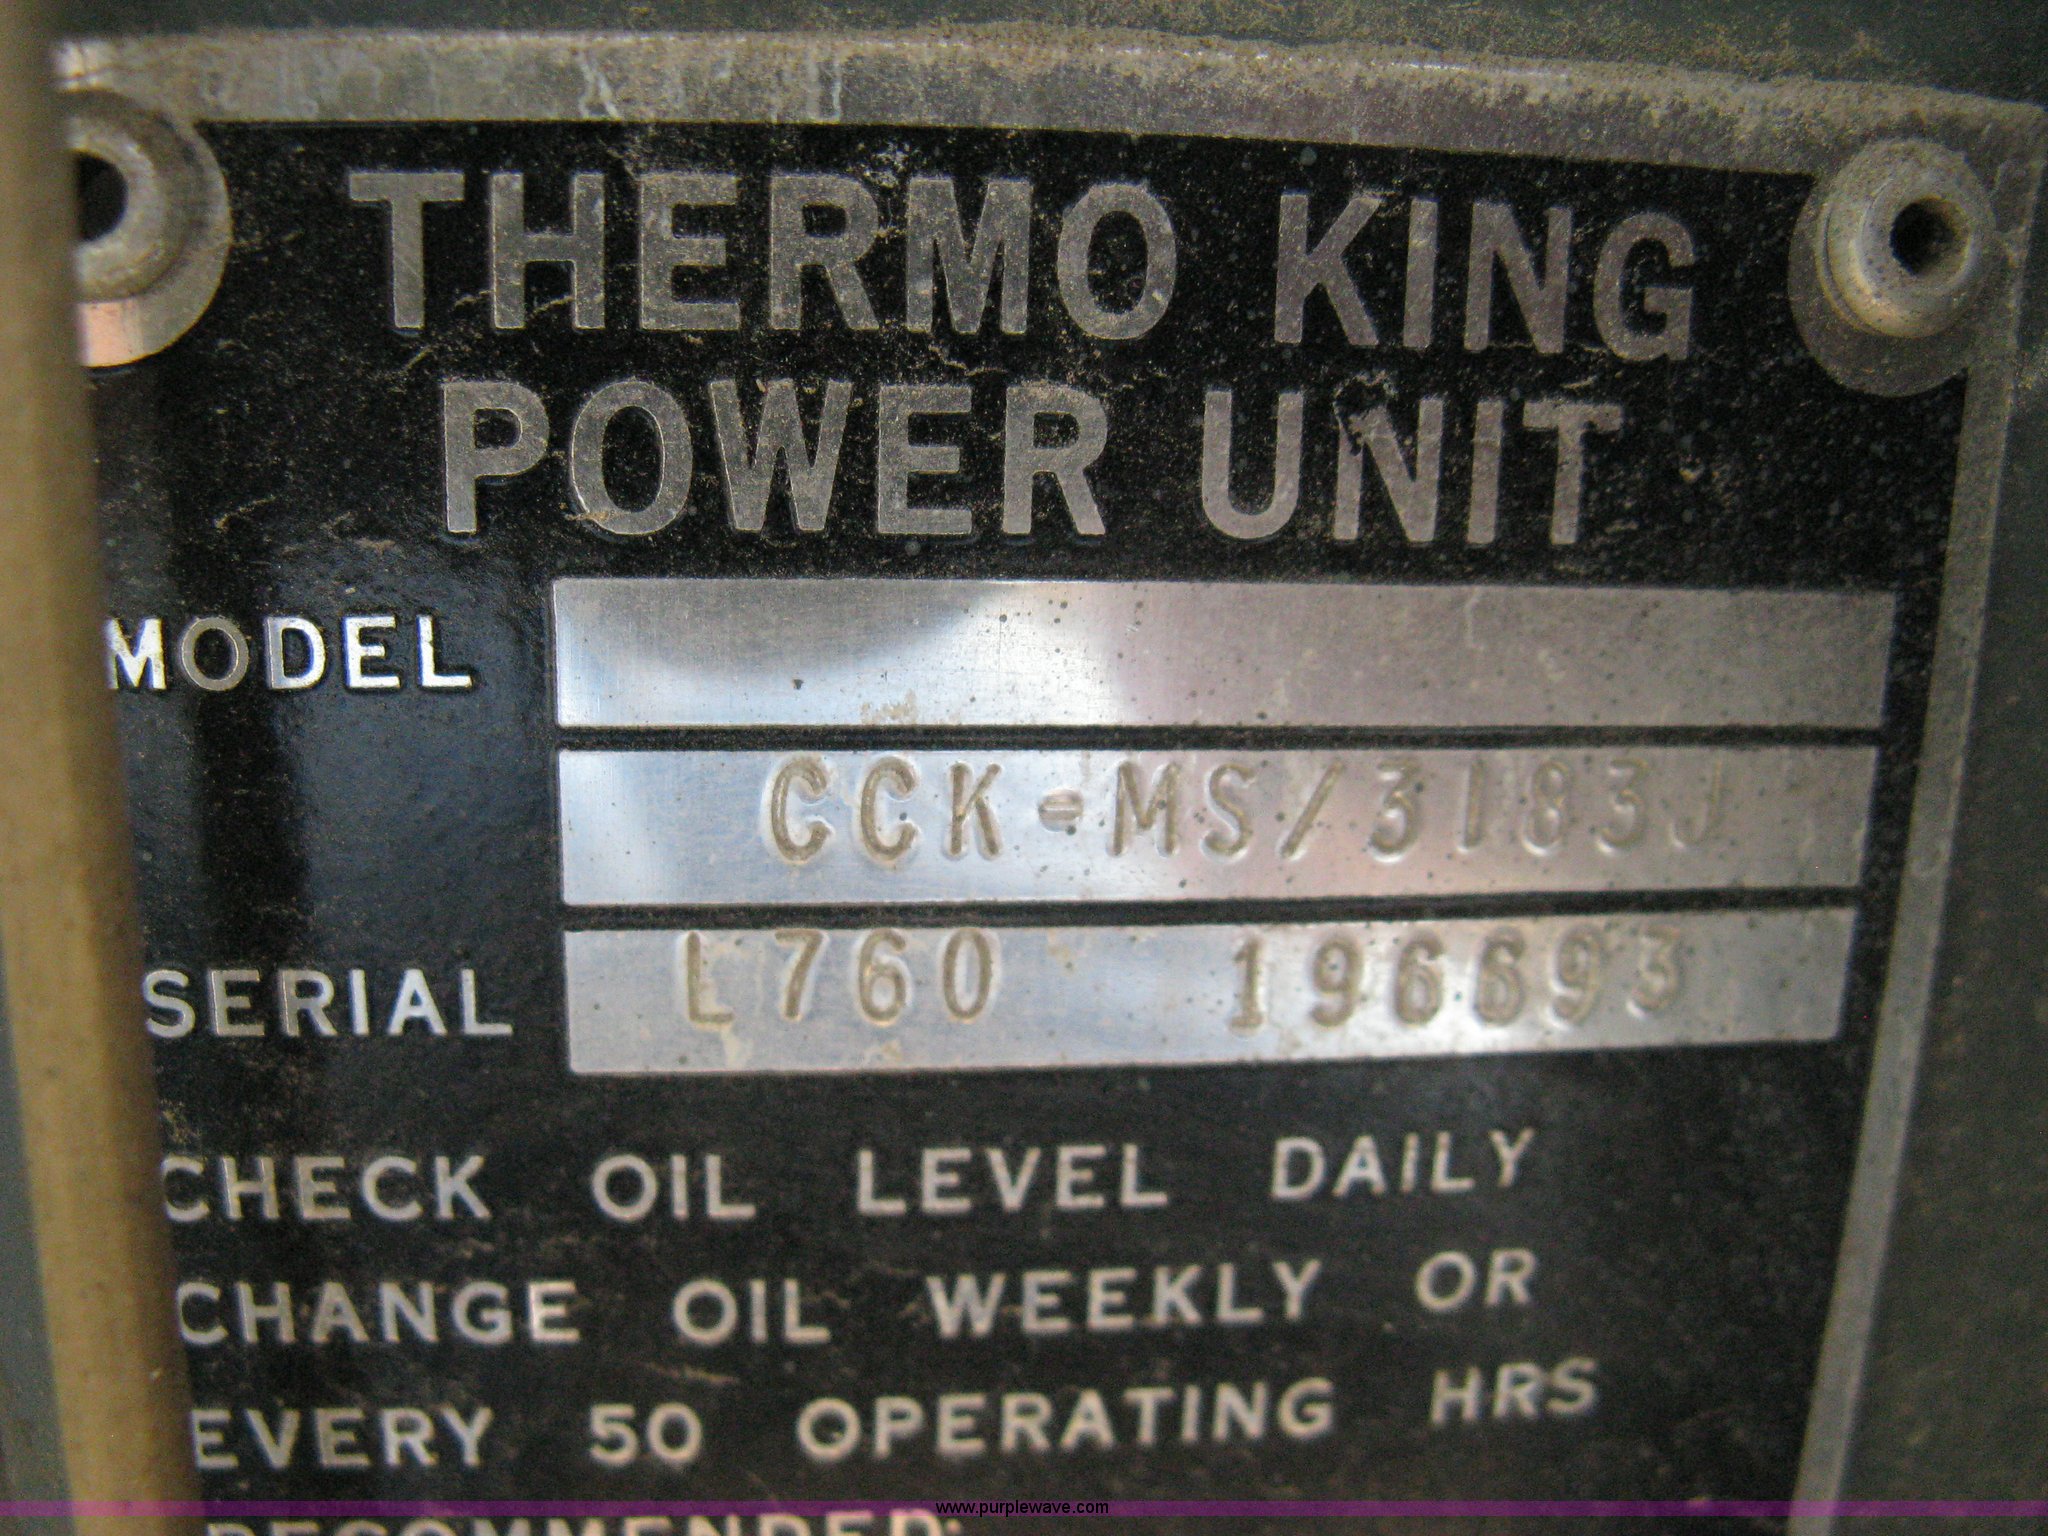 THERMO KING
POWER UNIT
MODEL
CCK-MS/3183J
SERIAL L760 196693
CHECK OIL LEVEL DAILY
CHANGE OIL WEEKLY OR
EVERY 50 OPERATING HRS
RECOMMENDED:
www.purplewave.com